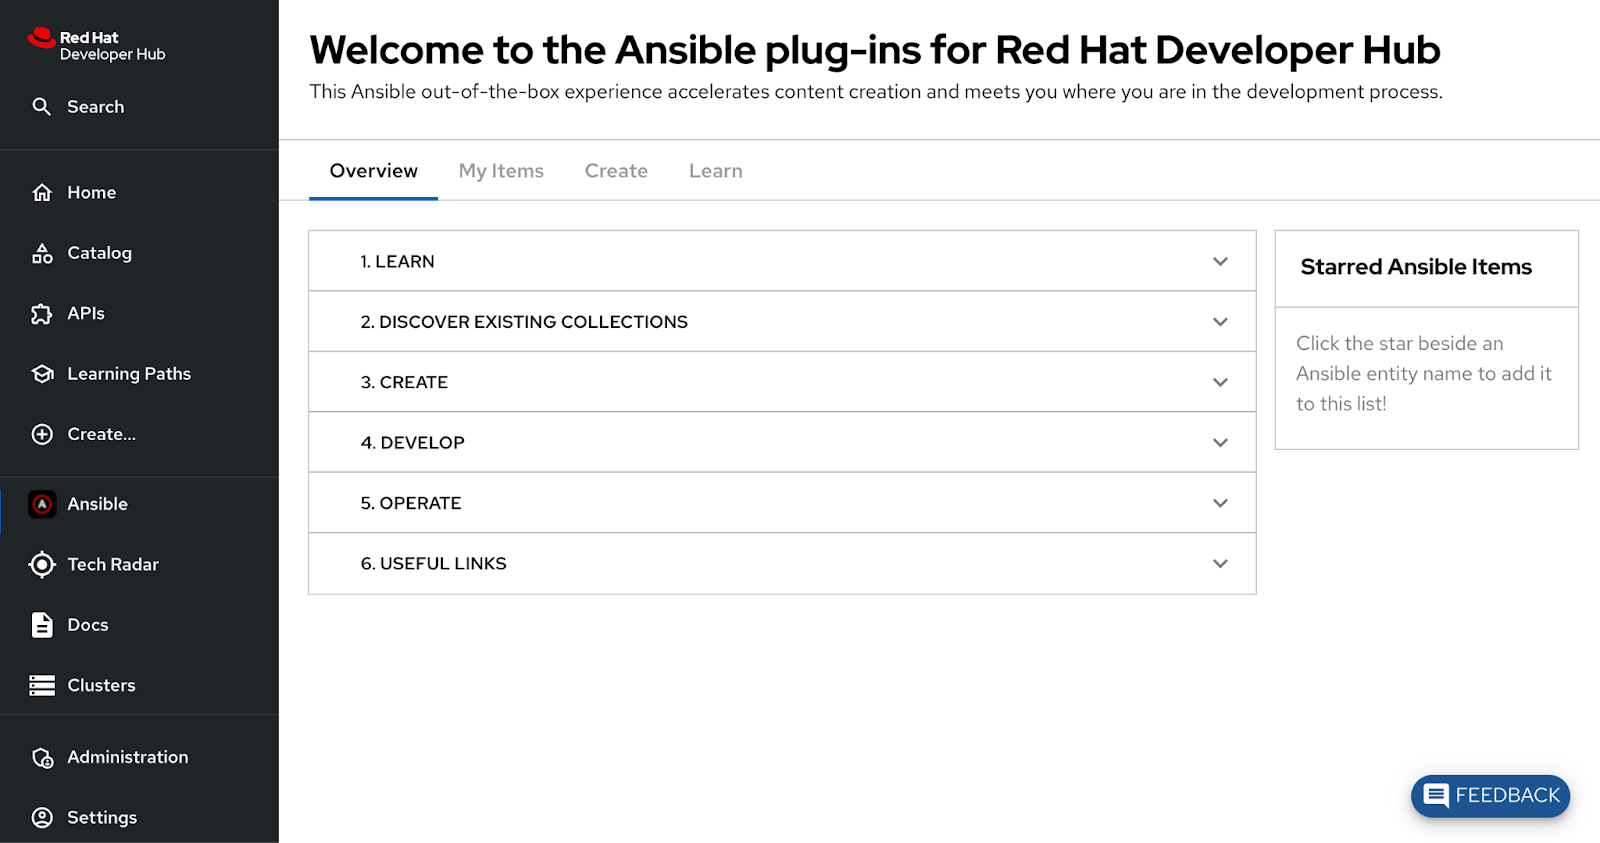 Red Hat
Developer Hub
Search
Home
Catalog
APIs
Learning Paths
Create...
Ansible
Tech Radar
Docs
Clusters
Administration
Settings
Welcome to the Ansible plug-ins for Red Hat Developer Hub
This Ansible out-of-the-box experience accelerates content creation and meets you where you are in the development process.
Overview
My Items
Create
Learn
1. LEARN
2. DISCOVER EXISTING COLLECTIONS
3. CREATE
4. DEVELOP
5. OPERATE
6. USEFUL LINKS
Starred Ansible Items
Click the star beside an
Ansible entity name to add it
to this list!
FEEDBACK